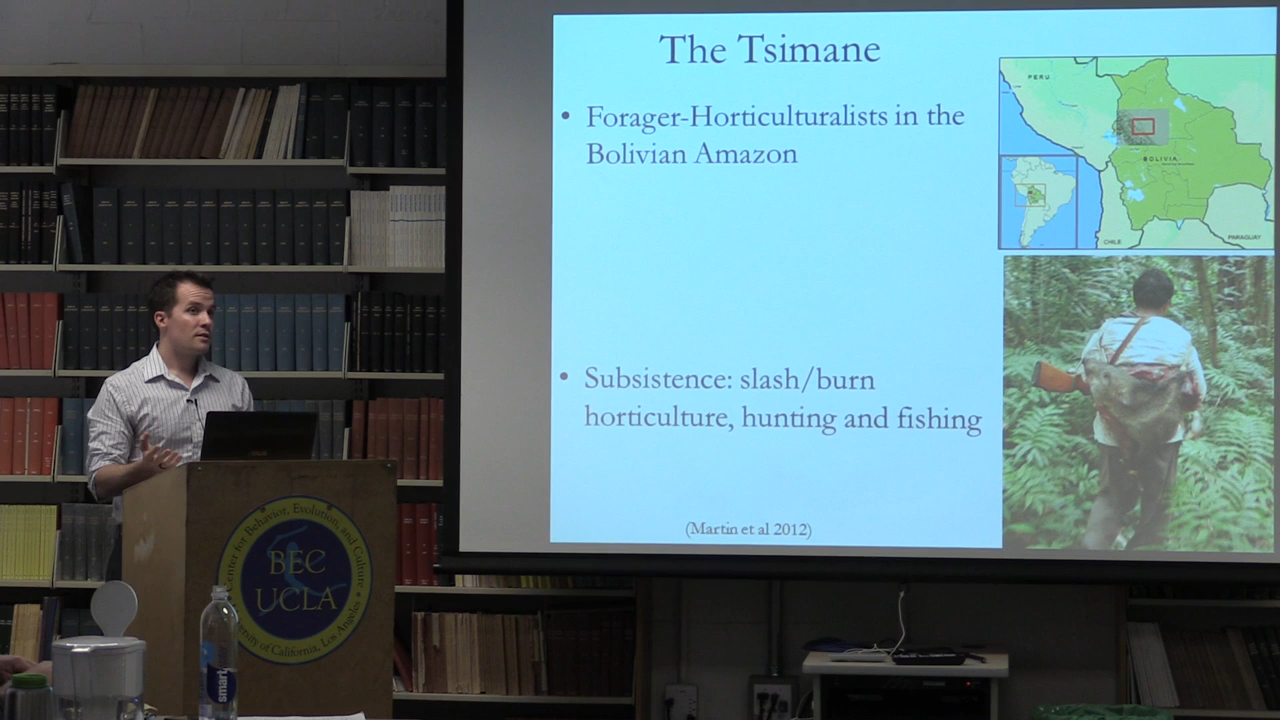 The Tsimane
• Forager-Horticulturalists in the
Bolivian Amazon
• Subsistence: slash/burn
horticulture, hunting and fishing
(Martin et al 2012)
PERU
BOLIVIA
CHILE
PARAGUAY
Center for Behavior, Evolution, and Culture
BEC
UCLA
University of California, Los Angeles
smart